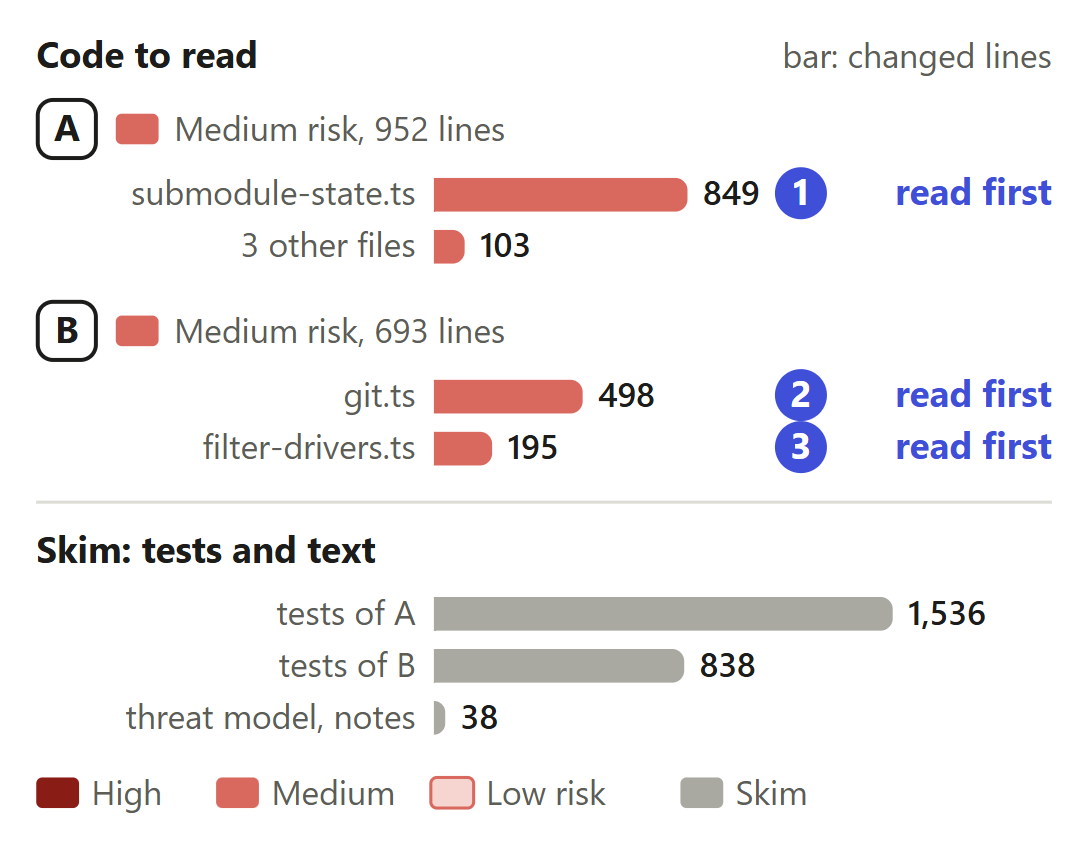 Code to read bar: changed lines
A Medium risk, 952 lines
submodule-state.ts 849 1 read first
3 other files 103
B Medium risk, 693 lines
git.ts 498 2 read first
filter-drivers.ts 195 3 read first
Skim: tests and text
tests of A 1,536
tests of B 838
threat model, notes 38
High Medium Low risk Skim